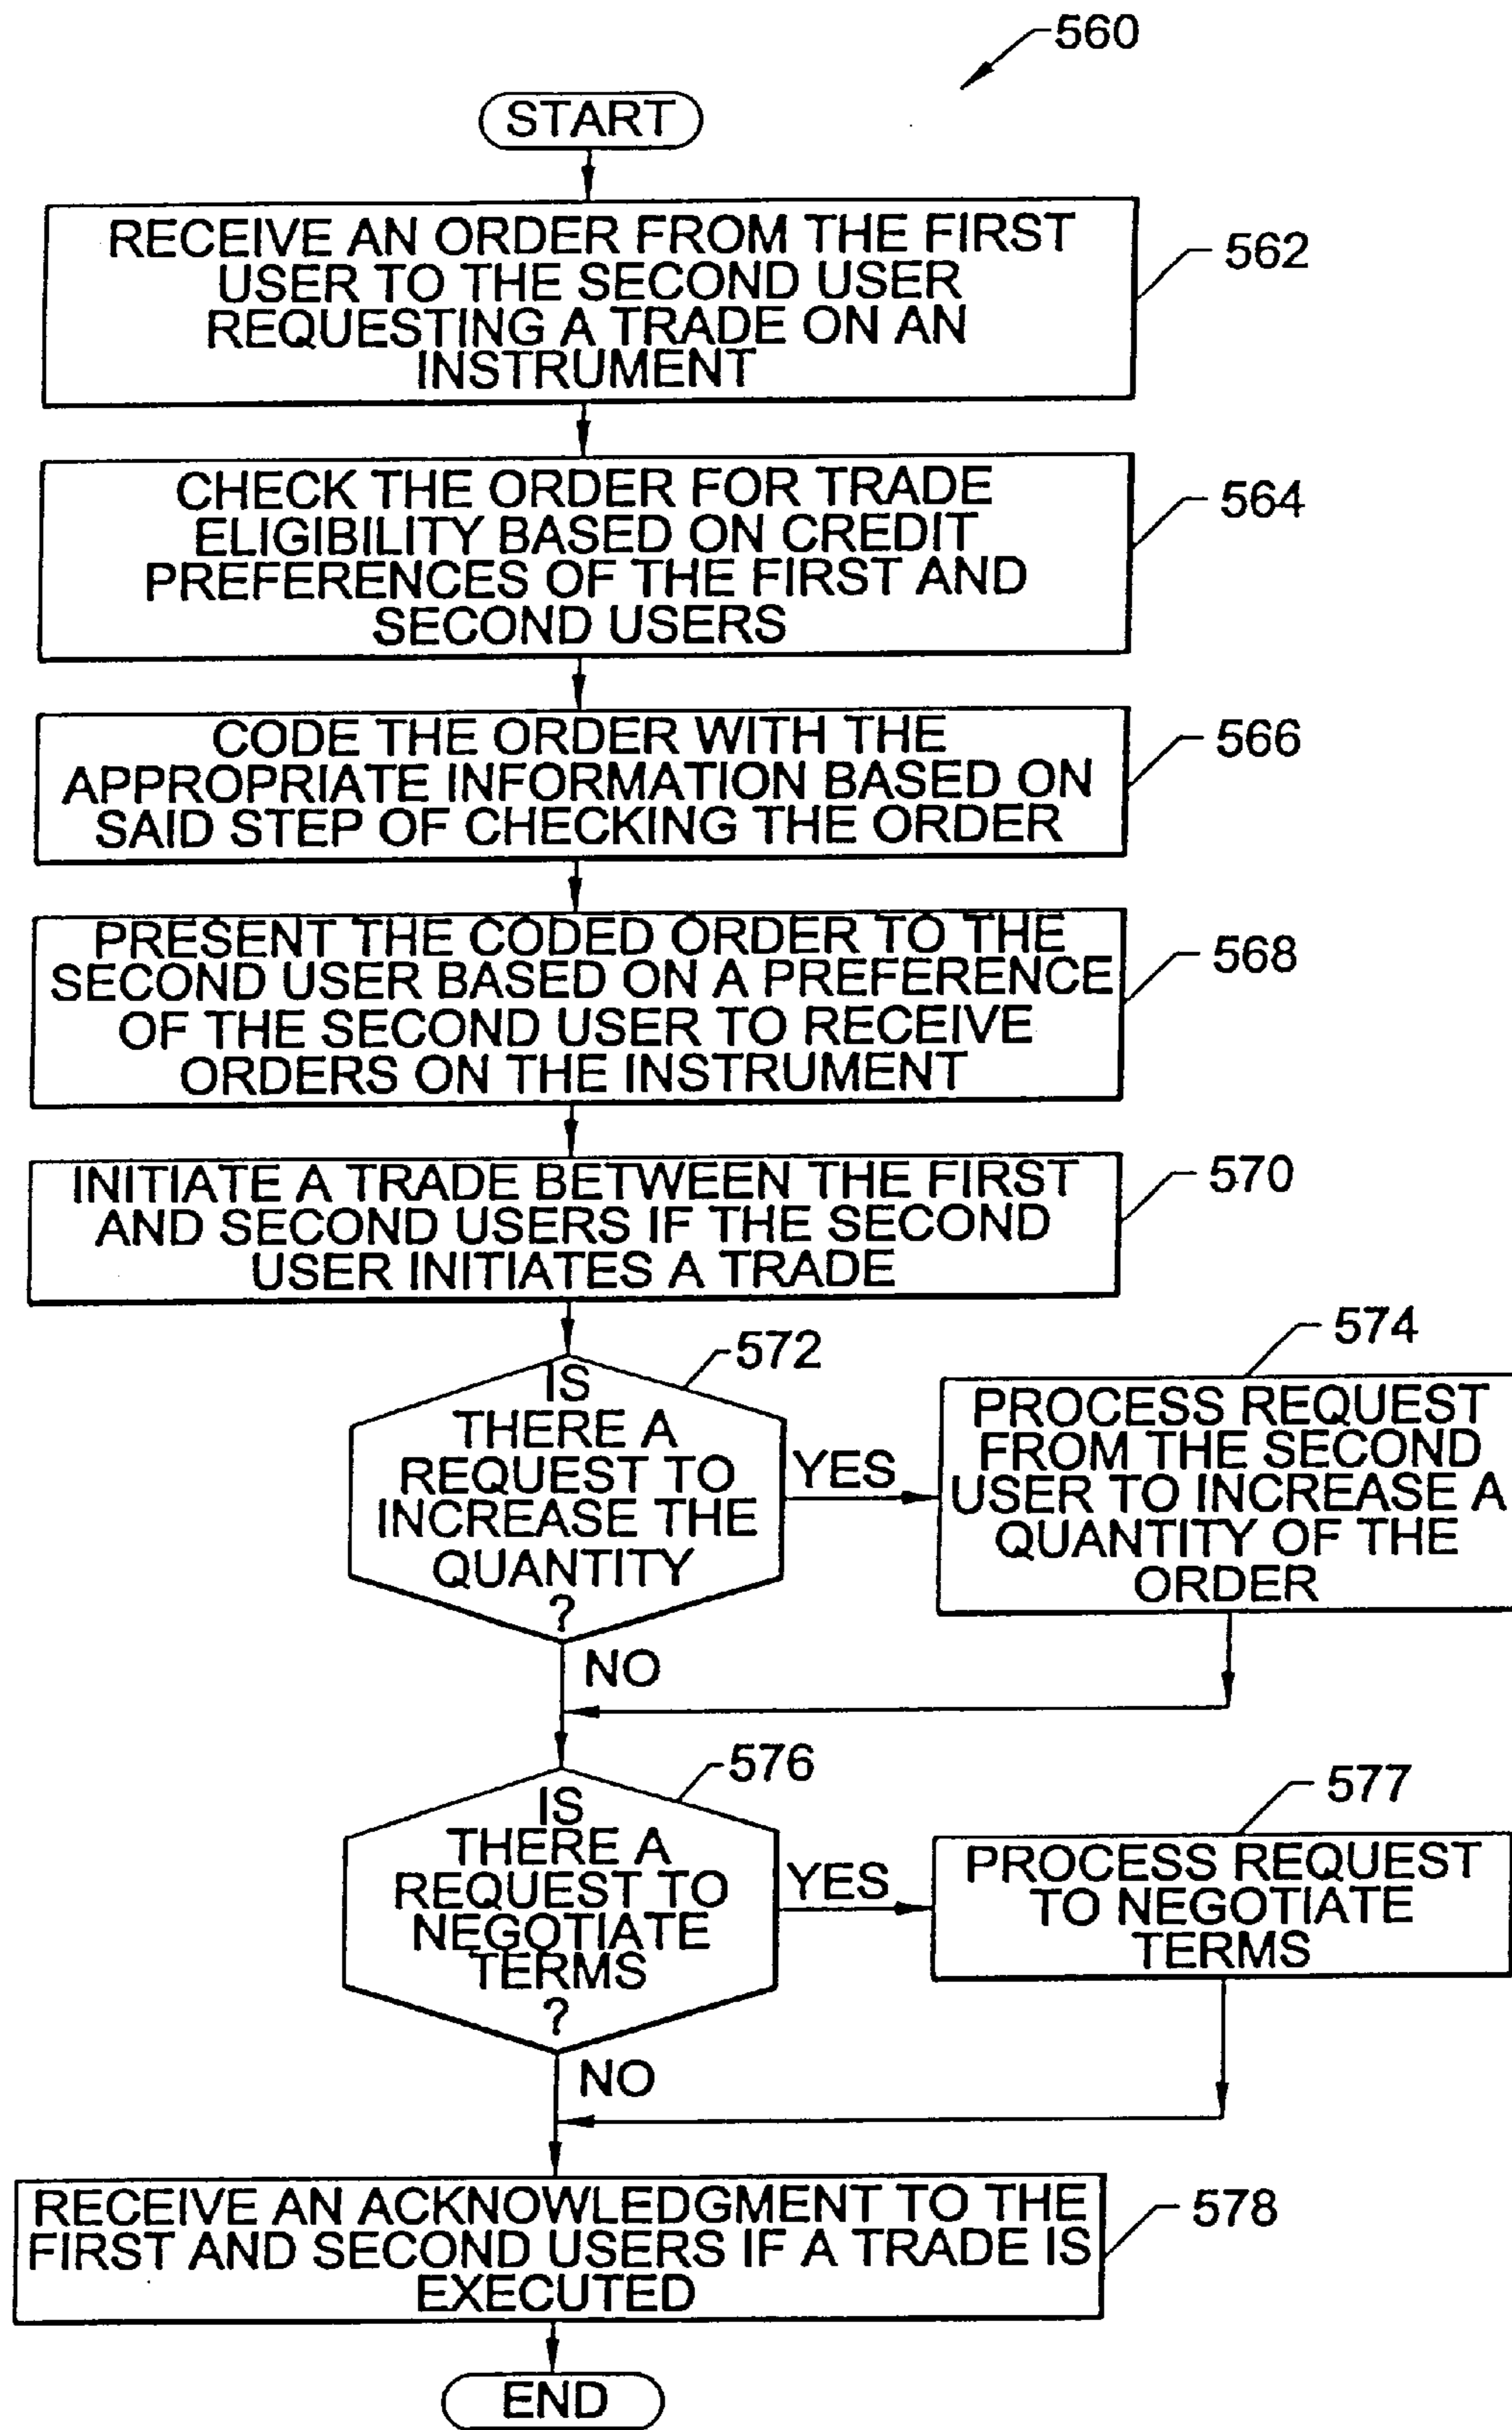 560
START
RECEIVE AN ORDER FROM THE FIRST
USER TO THE SECOND USER
REQUESTING A TRADE ON AN
INSTRUMENT
562
CHECK THE ORDER FOR TRADE
ELIGIBILITY BASED ON CREDIT
PREFERENCES OF THE FIRST AND
SECOND USERS
564
CODE THE ORDER WITH THE
APPROPRIATE INFORMATION BASED ON
SAID STEP OF CHECKING THE ORDER
566
PRESENT THE CODED ORDER TO THE
SECOND USER BASED ON A PREFERENCE
OF THE SECOND USER TO RECEIVE
ORDERS ON THE INSTRUMENT
568
INITIATE A TRADE BETWEEN THE FIRST
AND SECOND USERS IF THE SECOND
USER INITIATES A TRADE
570
IS
THERE A
REQUEST TO
INCREASE THE
QUANTITY
?
572
YES
PROCESS REQUEST
FROM THE SECOND
USER TO INCREASE A
QUANTITY OF THE
ORDER
574
NO
IS
THERE A
REQUEST TO
NEGOTIATE
TERMS
?
576
YES
PROCESS REQUEST
TO NEGOTIATE
TERMS
577
NO
RECEIVE AN ACKNOWLEDGMENT TO THE
FIRST AND SECOND USERS IF A TRADE IS
EXECUTED
578
END